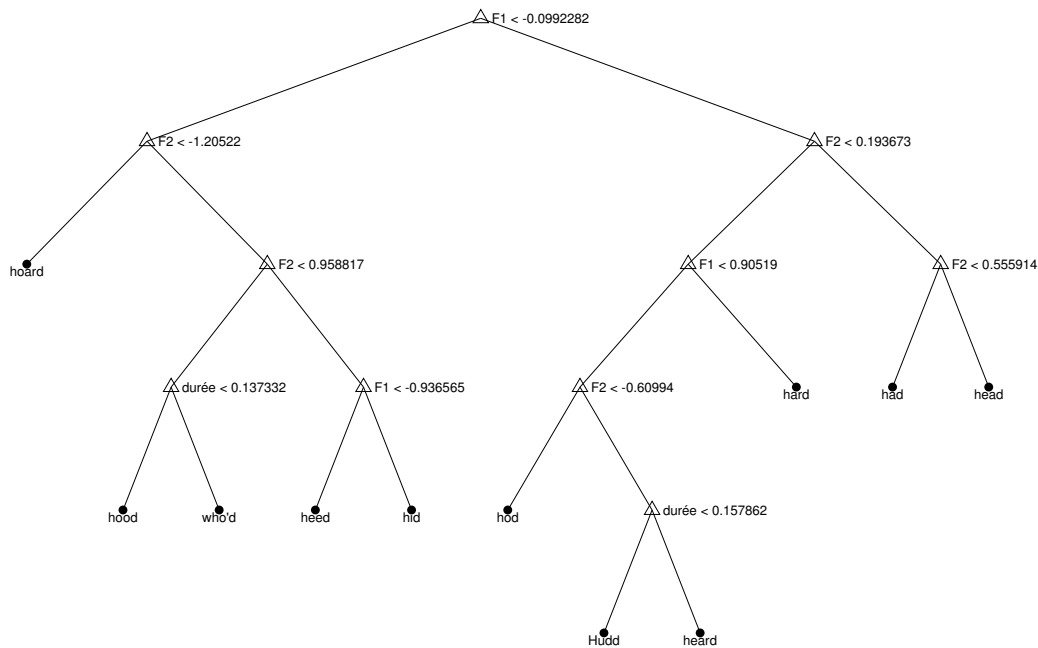 F1 < -0.0992282
F2 < -1.20522
F2 < 0.193673
hoard
F2 < 0.958817
F1 < 0.90519
F2 < 0.555914
durée < 0.137332
F1 < -0.936565
F2 < -0.60994
hard
had
head
hood
who'd
heed
hid
hod
durée < 0.157862
Hudd
heard